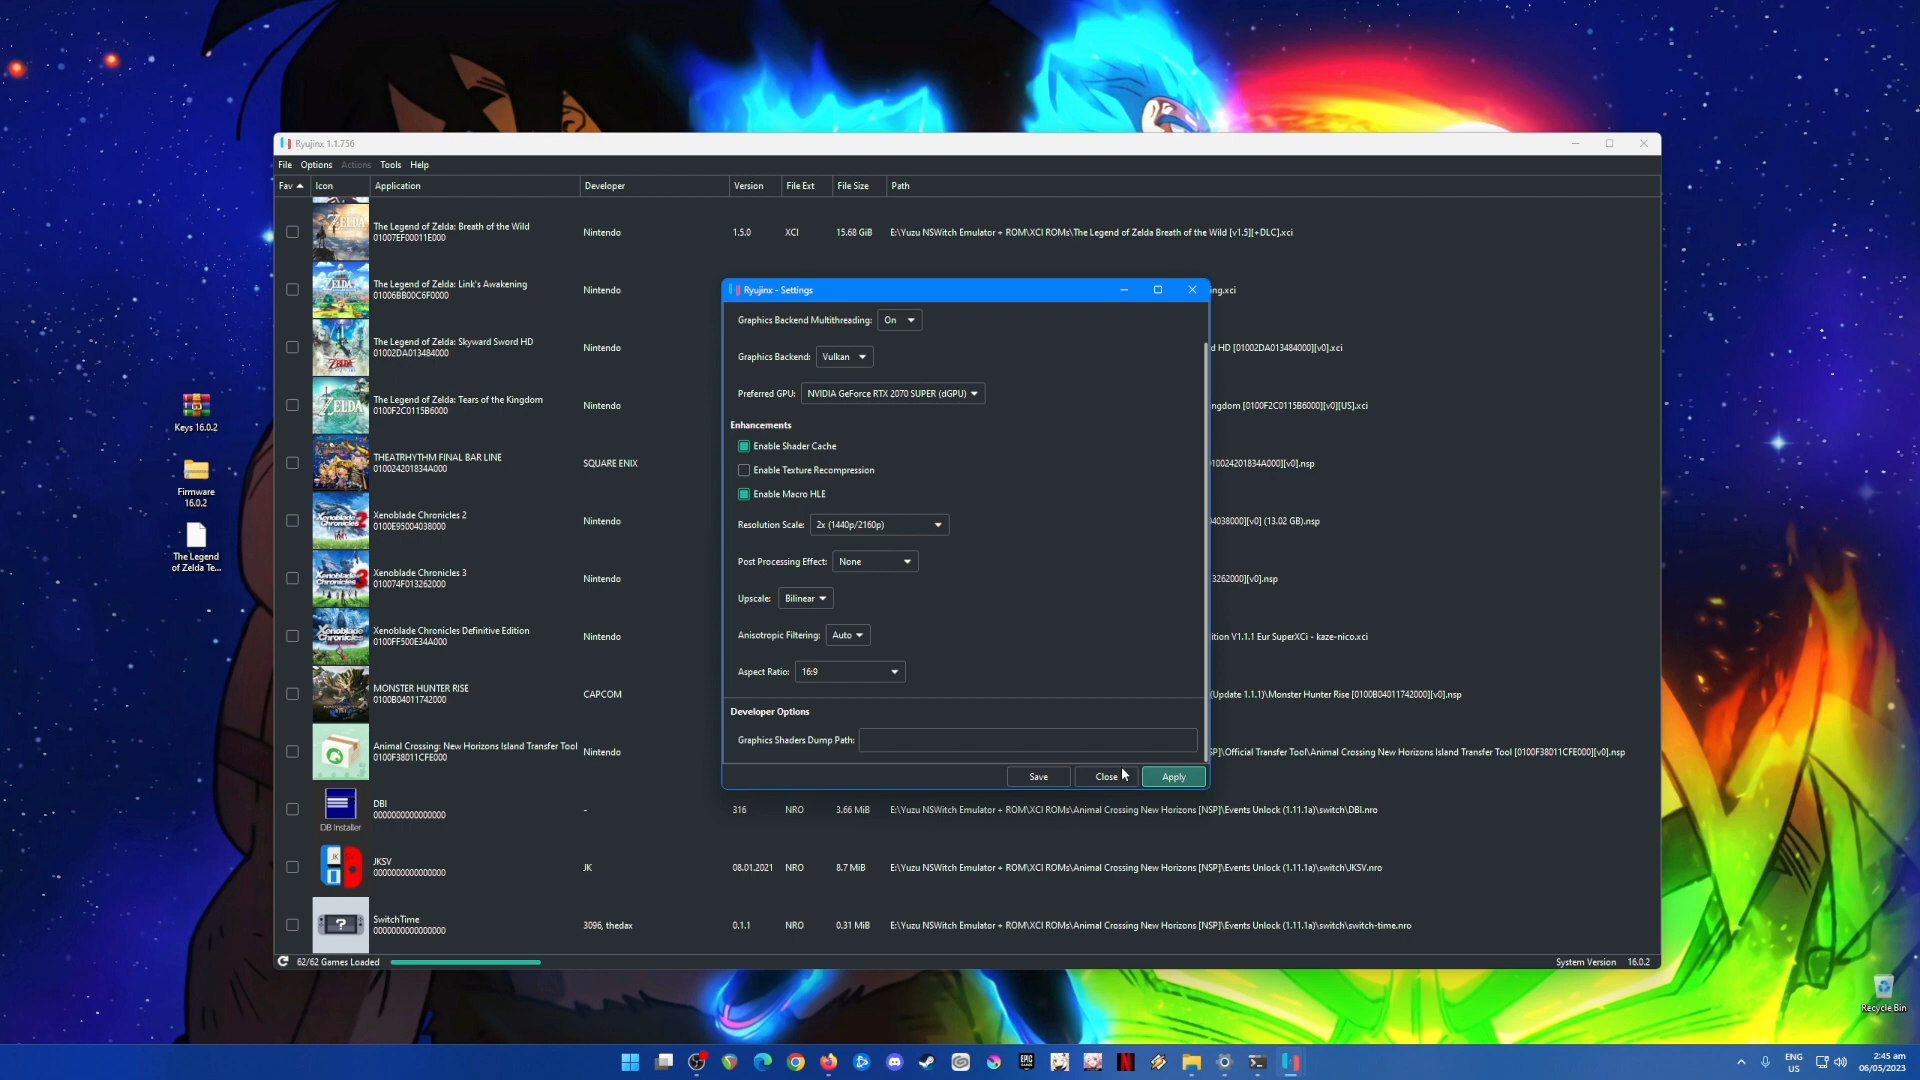 Ryujinx 1.1.756
File Options Actions Tools Help
Fav Icon Application Developer Version File Ext File Size Path
The Legend of Zelda: Breath of the Wild
01007EF00011E000
Nintendo 1.5.0 XCI 15.68 GiB E:\Yuzu NSWitch Emulator + ROM\XCI ROMs\The Legend of Zelda Breath of the Wild [v1.5][+DLC].xci
The Legend of Zelda: Link's Awakening
01006BB00C6F0000
Nintendo ng.xci
The Legend of Zelda: Skyward Sword HD
01002DA013484000
Nintendo d HD [01002DA013484000][v0].xci
The Legend of Zelda: Tears of the Kingdom
0100F2C0115B6000
Nintendo ngdom [0100F2C0115B6000][v0][US].xci
THEATRHYTHM FINAL BAR LINE
010024201834A000
SQUARE ENIX 010024201834A000][v0].nsp
Xenoblade Chronicles 2
0100E95004038000
Nintendo 04038000][v0] (13.02 GB).nsp
Xenoblade Chronicles 3
010074F013262000
Nintendo 3262000][v0].nsp
Xenoblade Chronicles Definitive Edition
0100FF500E34A000
Nintendo ition V1.1.1 Eur SuperXCi - kaze-nico.xci
MONSTER HUNTER RISE
0100B04011742000
CAPCOM (Update 1.1.1)\Monster Hunter Rise [0100B04011742000][v0].nsp
Animal Crossing: New Horizons Island Transfer Tool
0100F38011CFE000
Nintendo SP]\Official Transfer Tool\Animal Crossing New Horizons Island Transfer Tool [0100F38011CFE000][v0].nsp
DB Installer
DBI
0000000000000000
- 316 NRO 3.66 MiB E:\Yuzu NSWitch Emulator + ROM\XCI ROMs\Animal Crossing New Horizons [NSP]\Events Unlock (1.11.1a)\switch\DBI.nro
JKSV
0000000000000000
JK 08.01.2021 NRO 8.7 MiB E:\Yuzu NSWitch Emulator + ROM\XCI ROMs\Animal Crossing New Horizons [NSP]\Events Unlock (1.11.1a)\switch\JKSV.nro
SwitchTime
0000000000000000
3096, thedax 0.1.1 NRO 0.31 MiB E:\Yuzu NSWitch Emulator + ROM\XCI ROMs\Animal Crossing New Horizons [NSP]\Events Unlock (1.11.1a)\switch\switch-time.nro
62/62 Games Loaded System Version 16.0.2
Ryujinx - Settings
Graphics Backend Multithreading: On
Graphics Backend: Vulkan
Preferred GPU: NVIDIA GeForce RTX 2070 SUPER (dGPU)
Enhancements
Enable Shader Cache
Enable Texture Recompression
Enable Macro HLE
Resolution Scale: 2x (1440p/2160p)
Post Processing Effect: None
Upscale: Bilinear
Anisotropic Filtering: Auto
Aspect Ratio: 16:9
Developer Options
Graphics Shaders Dump Path:
Save Close Apply
Keys 16.0.2
Firmware
16.0.2
The Legend
of Zelda Te...
Recycle Bin
ENG
US
2:45 am
06/05/2023